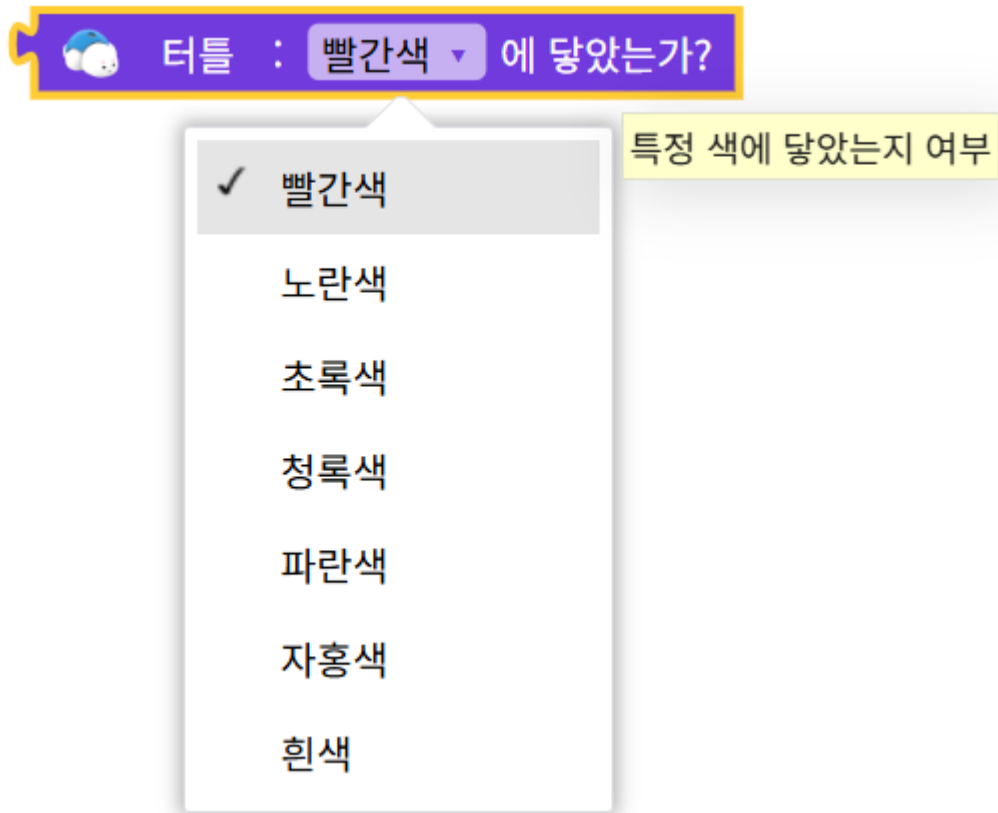 터틀 : 빨간색 ▼ 에 닿았는가?
특정 색에 닿았는지 여부
✓ 빨간색
노란색
초록색
청록색
파란색
자홍색
흰색